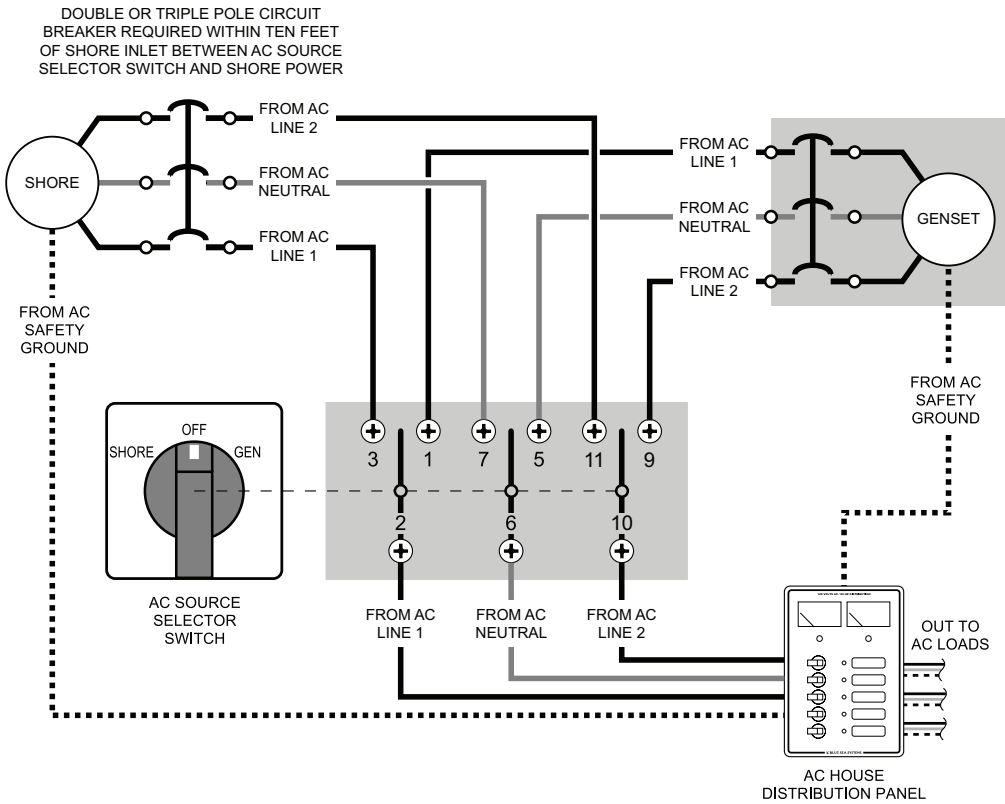 DOUBLE OR TRIPLE POLE CIRCUIT
BREAKER REQUIRED WITHIN TEN FEET
OF SHORE INLET BETWEEN AC SOURCE
SELECTOR SWITCH AND SHORE POWER
FROM AC
LINE 2
SHORE
FROM AC
NEUTRAL
FROM AC
LINE 1
FROM AC
LINE 1
FROM AC
NEUTRAL
GENSET
FROM AC
LINE 2
FROM AC
SAFETY
GROUND
FROM AC
SAFETY
GROUND
OFF
SHORE
GEN
3 1 7 5 11 9
2 6 10
AC SOURCE
SELECTOR
SWITCH
FROM AC
LINE 1
FROM AC
NEUTRAL
FROM AC
LINE 2
OUT TO
AC LOADS
BLUE SEA SYSTEMS
AC HOUSE
DISTRIBUTION PANEL